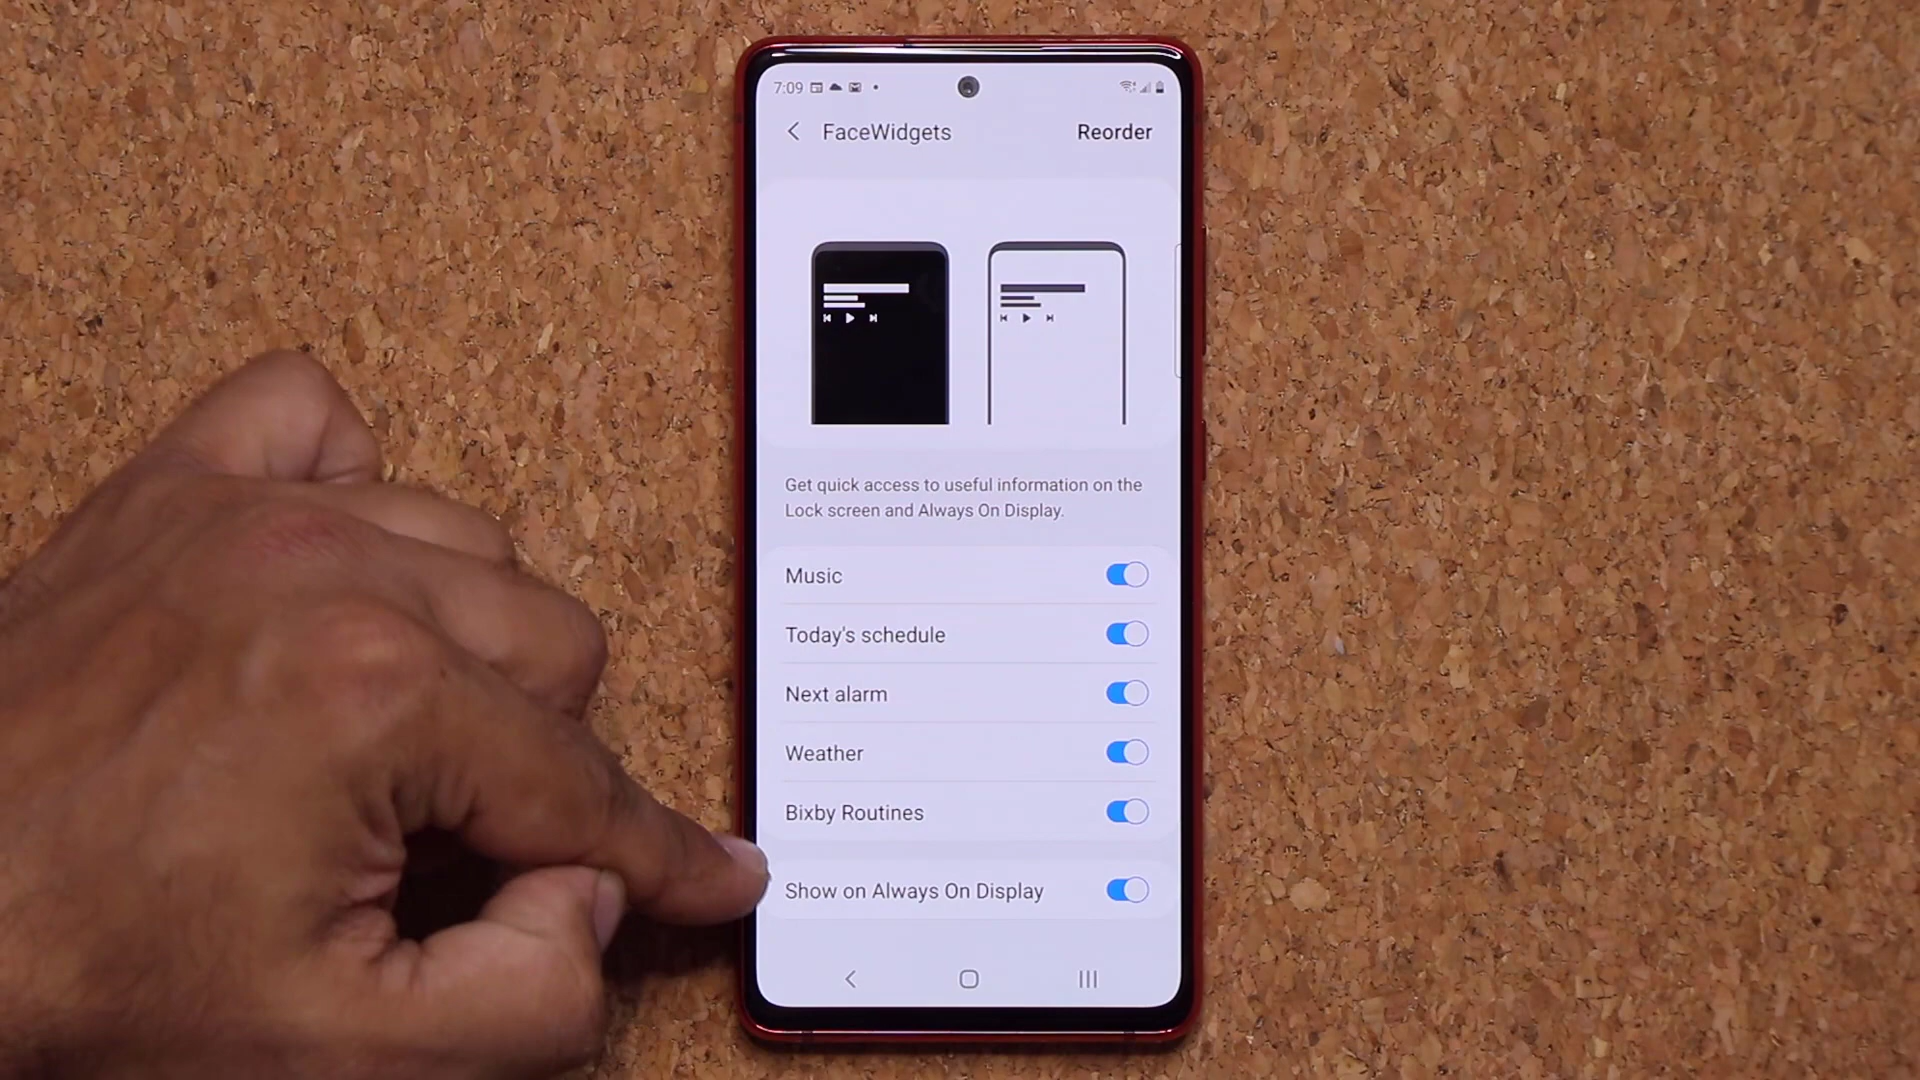 7:09
FaceWidgets
Reorder
Get quick access to useful information on the
Lock screen and Always On Display.
Music
Today's schedule
Next alarm
Weather
Bixby Routines
Show on Always On Display